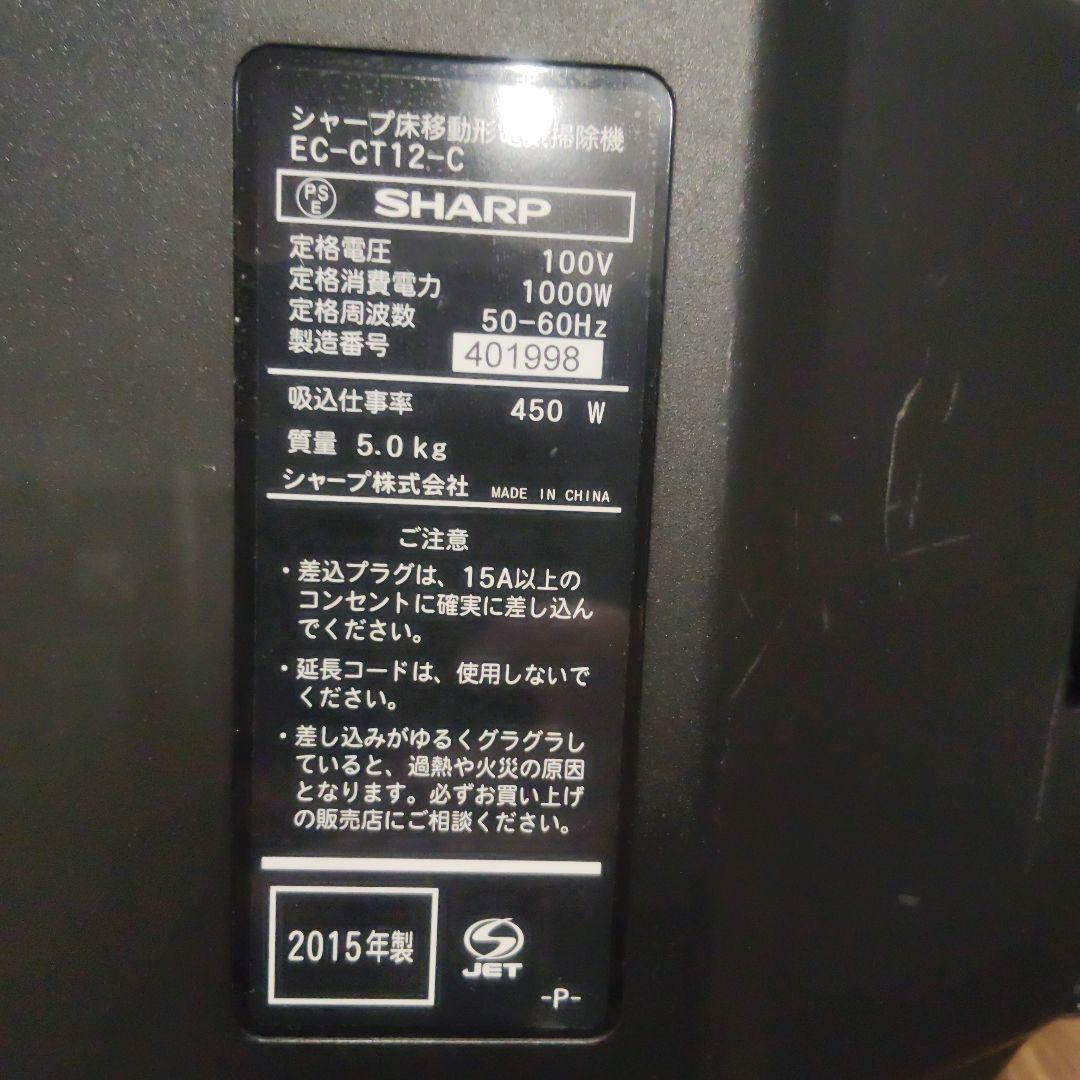 シャープ床移動形電気掃除機
EC-CT12-C
PSE SHARP
定格電圧 100V
定格消費電力 1000W
定格周波数 50-60Hz
製造番号 401998
吸込仕事率 450 W
質量 5.0kg
シャープ株式会社 MADE IN CHINA
ご注意
・差込プラグは、15A以上の
コンセントに確実に差し込ん
でください。
・延長コードは、使用しないで
ください。
・差し込みがゆるくグラグラし
ていると、過熱や火災の原因
となります。必ずお買い上げ
の販売店にご相談ください。
2015年製
JET
-P-